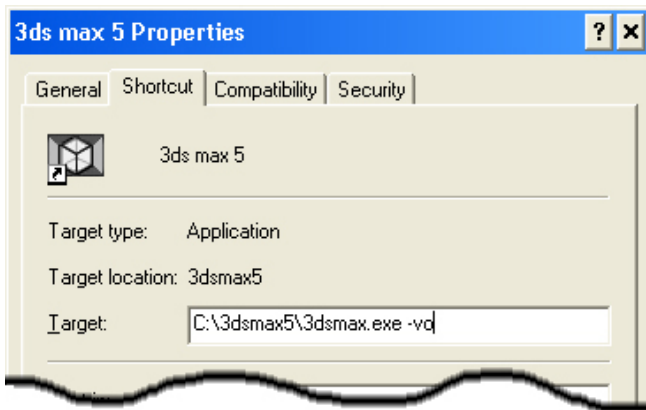 3ds max 5 Properties
? ×
General Shortcut Compatibility Security
3ds max 5
Target type: Application
Target location: 3dsmax5
Target: C:\3dsmax5\3dsmax.exe -vd